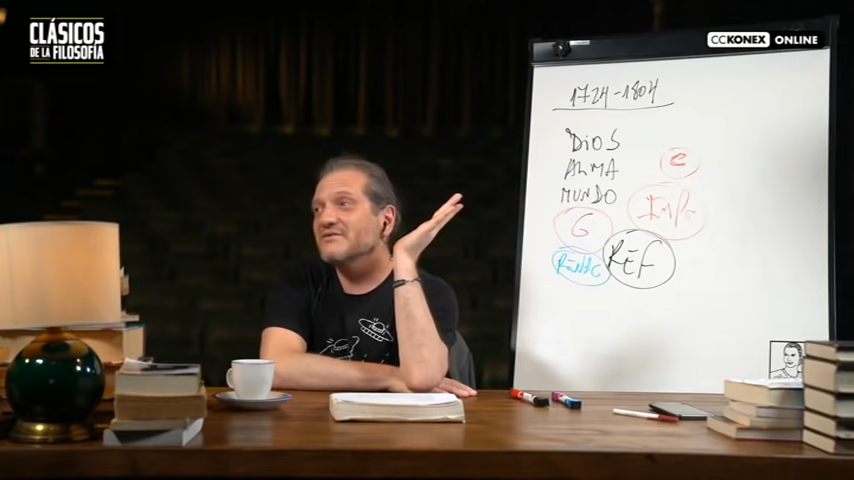 CLÁSICOS
DE LA FILOSOFÍA
CCKONEX ONLINE
1724-1804
DIOS
ALMA
MUNDO
e
G
REF